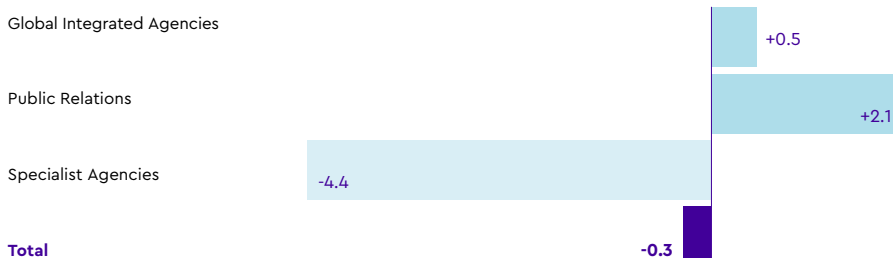 Global Integrated Agencies
+0.5
Public Relations
+2.1
Specialist Agencies
-4.4
Total
-0.3